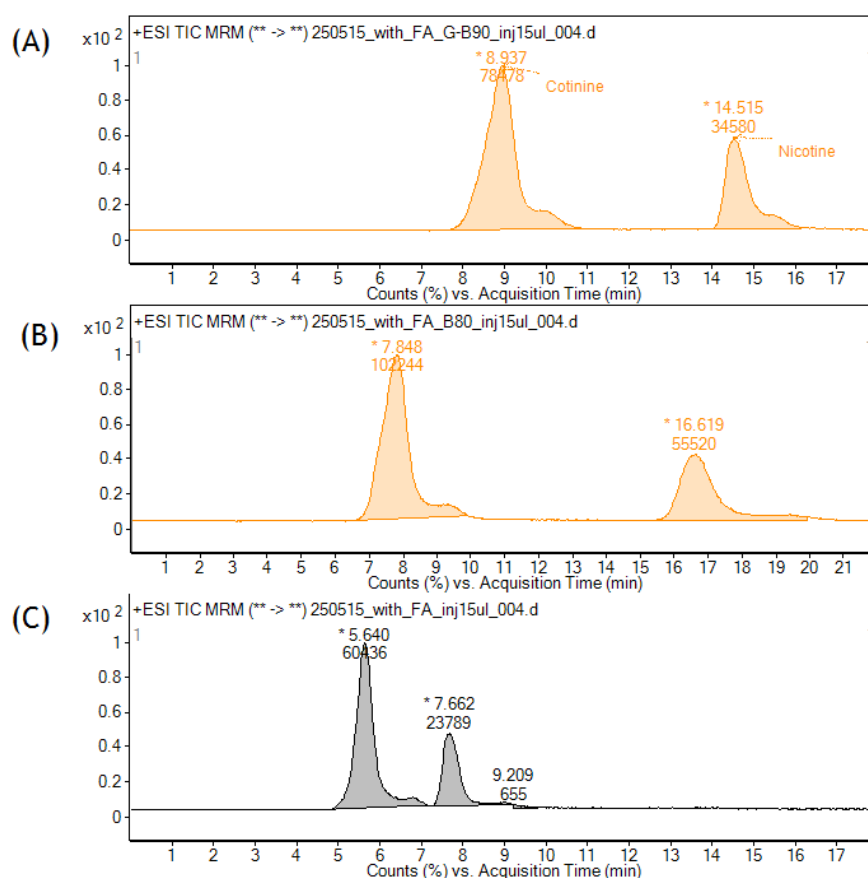 (A)
+ESI TIC MRM (** -> **) 250515_with_FA_G-B90_inj15ul_004.d
x10 2
1
* 8.937
78478
Cotinine
* 14.515
34580
Nicotine
1
0.8
0.6
0.4
0.2
0
1 2 3 4 5 6 7 8 9 10 11 12 13 14 15 16 17
Counts (%) vs. Acquisition Time (min)
(B)
+ESI TIC MRM (** -> **) 250515_with_FA_B80_inj15ul_004.d
x10 2
1
* 7.848
102244
* 16.619
55520
1
0.8
0.6
0.4
0.2
0
1 2 3 4 5 6 7 8 9 10 11 12 13 14 15 16 17 18 19 20 21
Counts (%) vs. Acquisition Time (min)
(C)
+ESI TIC MRM (** -> **) 250515_with_FA_inj15ul_004.d
x10 2
1
* 5.640
60436
* 7.662
23789
9.209
655
1
0.8
0.6
0.4
0.2
0
1 2 3 4 5 6 7 8 9 10 11 12 13 14 15 16 17
Counts (%) vs. Acquisition Time (min)